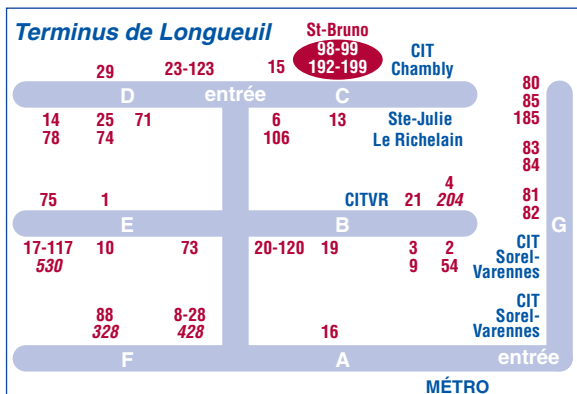 Terminus de Longueuil
St-Bruno
98-99
192-199
CIT
Chambly
29
23-123
15
D
entrée
C
80
85
185
14
78
25
74
71
6
106
13
Ste-Julie
Le Richelain
83
84
75
1
CITVR
21
4
204
81
82
E
B
G
17-117
530
10
73
20-120
19
3
9
2
54
CIT
Sorel-
Varennes
88
328
8-28
428
16
CIT
Sorel-
Varennes
F
A
entrée
MÉTRO